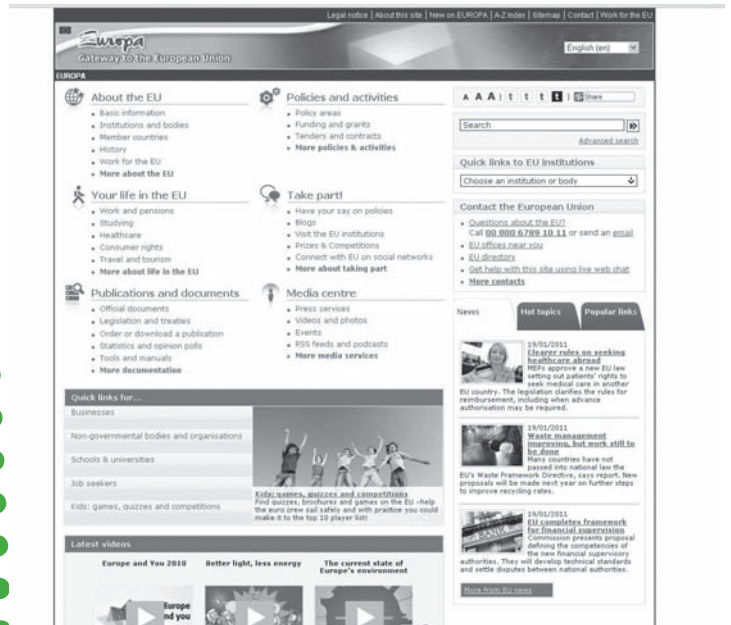 Legal notice | About this site | New on EUROPA | A-Z Index | Sitemap | Contact | Work for the EU
Europa
Gateway to the European Union
English (en)
EUROPA
About the EU
Basic information
Institutions and bodies
Member countries
History
Work for the EU
More about the EU
Policies and activities
Policy areas
Funding and grants
Tenders and contracts
More policies & activities
Your life in the EU
Work and pensions
Studying
Healthcare
Consumer rights
Travel and tourism
More about life in the EU
Take part!
Have your say on policies
Blogs
Visit the EU institutions
Prizes & Competitions
Connect with EU on social networks
More about taking part
Publications and documents
Official documents
Legislation and treaties
Order or download a publication
Statistics and opinion polls
Tools and manuals
More documentation
Media centre
Press services
Videos and photos
Events
RSS feeds and podcasts
More media services
Quick links for...
Businesses
Non-governmental bodies and organisations
Schools & universities
Job seekers
Kids: games, quizzes and competitions
Kids: games, quizzes and competitions
Find quizzes, brochures and games on the EU -help
the euro crew sail safely and with practice you could
make it to the top 10 player list!
Latest videos
Europe and You 2010
Better light, less energy
The current state of
Europe's environment
Europe
nd you
A A A | t t t t | Share
Search
Advanced search
Quick links to EU institutions
Choose an institution or body
Contact the European Union
Questions about the EU?
Call 00 800 6789 10 11 or send an email
EU offices near you
EU directory
Get help with this site using live web chat
More contacts
News
Hot topics
Popular links
19/01/2011
Clearer rules on seeking
healthcare abroad
MEPs approve a new EU law
setting out patients' rights to
seek medical care in another
EU country. The legislation clarifies the rules for
reimbursement, including when advance
authorisation may be required.
19/01/2011
Waste management
improving, but work still to
be done
Many countries have not
passed into national law the
EU's Waste Framework Directive, says report. New
proposals will be made next year on further steps
to improve recycling rates.
19/01/2011
EU completes framework
for financial supervision
Commission presents proposal
defining the competencies of
the new financial supervisory
authorities. They will develop technical standards
and settle disputes between national authorities.
BANK
More from EU news